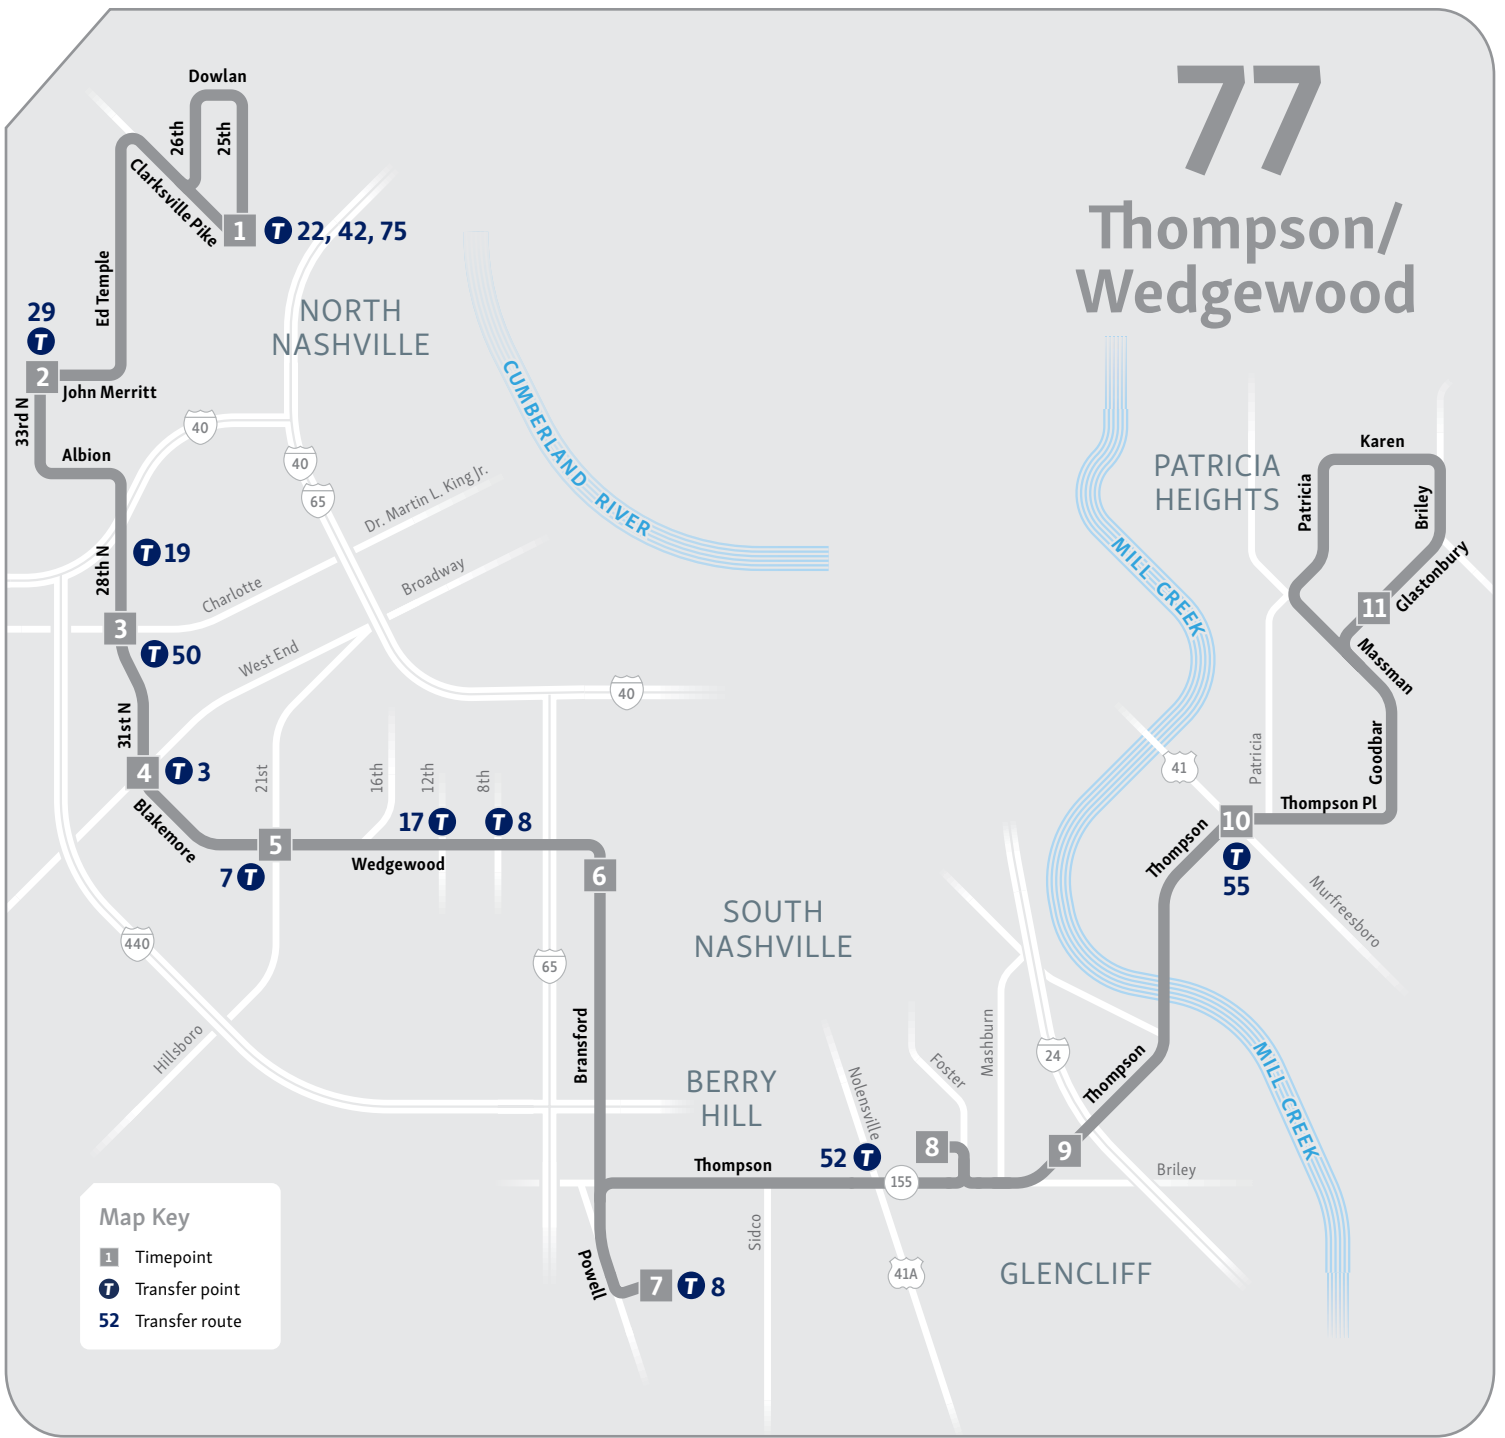 77
Thompson/
Wedgewood
Dowlan
26th
25th
Clarksville Pike
1
T 22, 42, 75
Ed Temple
NORTH
NASHVILLE
29
T
2
John Merritt
33rd N
Albion
40
40
65
Dr. Martin L. King Jr.
CUMBERLAND RIVER
28th N
T 19
Charlotte
Broadway
3
T 50
West End
31st N
40
4
T 3
Blakemore
21st
16th
12th
8th
17 T
T 8
5
7 T
Wedgewood
6
440
65
Hillsboro
SOUTH
NASHVILLE
Bransford
BERRY
HILL
Thompson
Powell
7
T 8
Sidco
52 T
Nolensville
Foster
Mashburn
8
155
41A
GLENCLIFF
24
9
Thompson
Briley
MILL CREEK
MILL CREEK
PATRICIA
HEIGHTS
Karen
Patricia
Briley
Glastonbury
11
Massman
Goodbar
41
Patricia
Thompson Pl
10
T
55
Thompson
Murfreesboro
Map Key
1 Timepoint
T Transfer point
52 Transfer route